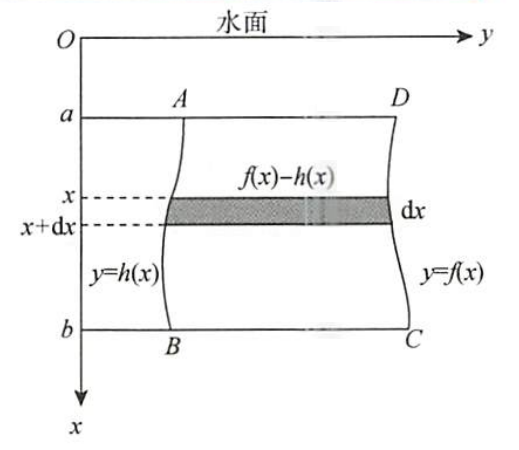 水面
O y
A D
a
f(x)−h(x)
x
dx
x+dx
y=h(x) y=f(x)
b
B C
x